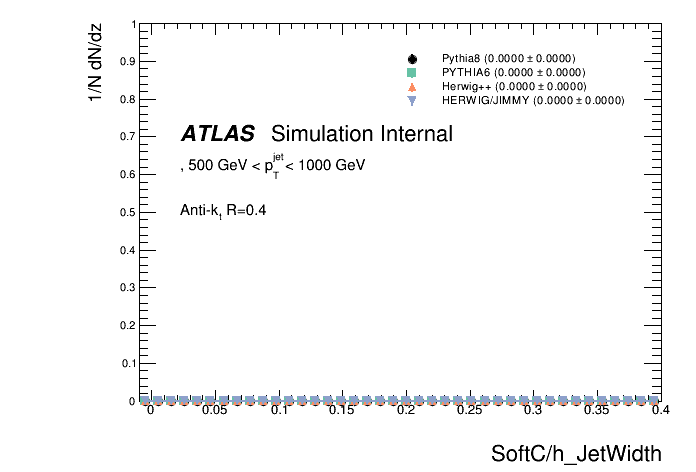 1/N dN/dz
1
0.9
0.8
0.7
0.6
0.5
0.4
0.3
0.2
0.1
0
Pythia8 (0.0000 ± 0.0000)
PYTHIA6 (0.0000 ± 0.0000)
Herwig++ (0.0000 ± 0.0000)
HERWIG/JIMMY (0.0000 ± 0.0000)
ATLAS Simulation Internal
, 500 GeV < p_T^jet < 1000 GeV
Anti-k_t R=0.4
0 0.05 0.1 0.15 0.2 0.25 0.3 0.35 0.4
SoftC/h_JetWidth